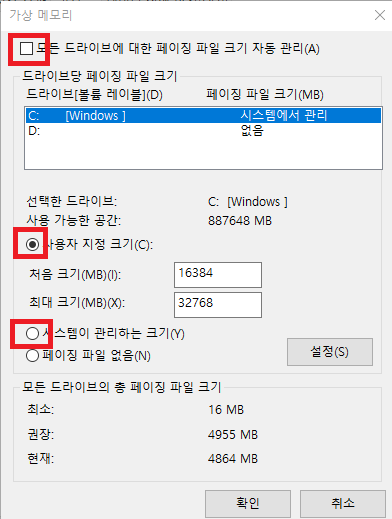 가상 메모리
모든 드라이브에 대한 페이징 파일 크기 자동 관리(A)
드라이브당 페이징 파일 크기
드라이브[볼륨 레이블](D) 페이징 파일 크기(MB)
C: [Windows ] 시스템에서 관리
D: 없음
선택한 드라이브: C: [Windows ]
사용 가능한 공간: 887648 MB
사용자 지정 크기(C):
처음 크기(MB)(I): 16384
최대 크기(MB)(X): 32768
시스템이 관리하는 크기(Y)
페이징 파일 없음(N) 설정(S)
모든 드라이브의 총 페이징 파일 크기
최소: 16 MB
권장: 4955 MB
현재: 4864 MB
확인 취소